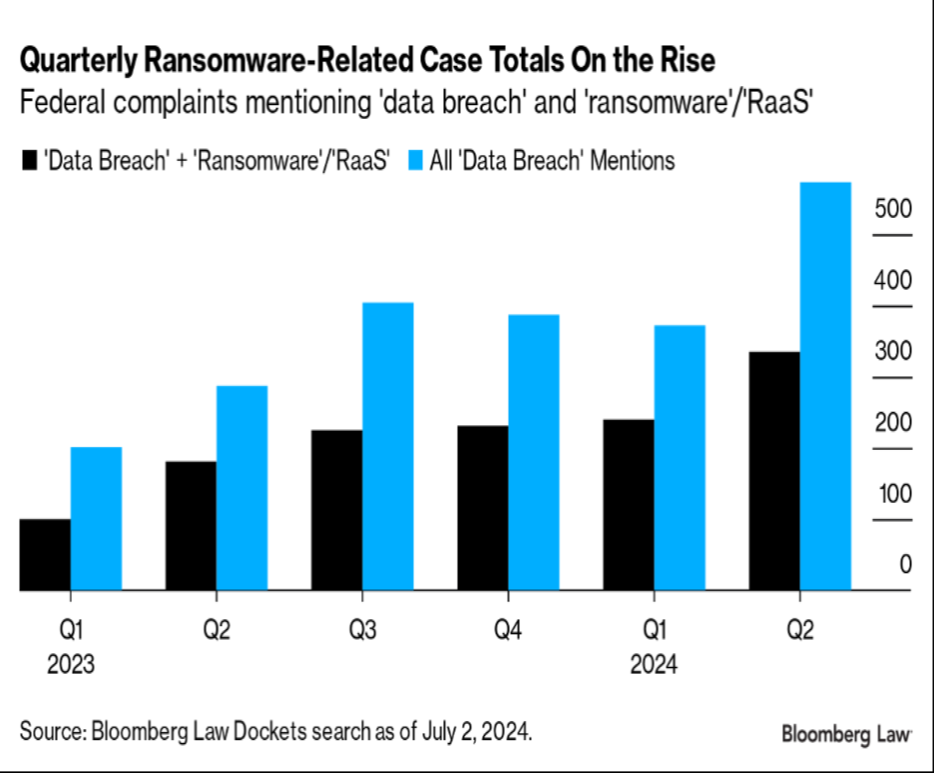 Quarterly Ransomware-Related Case Totals On the Rise
Federal complaints mentioning 'data breach' and 'ransomware'/'RaaS'
'Data Breach' + 'Ransomware'/'RaaS' All 'Data Breach' Mentions
500
400
300
200
100
0
Q1 Q2 Q3 Q4 Q1 Q2
2023 2024
Source: Bloomberg Law Dockets search as of July 2, 2024.
Bloomberg Law